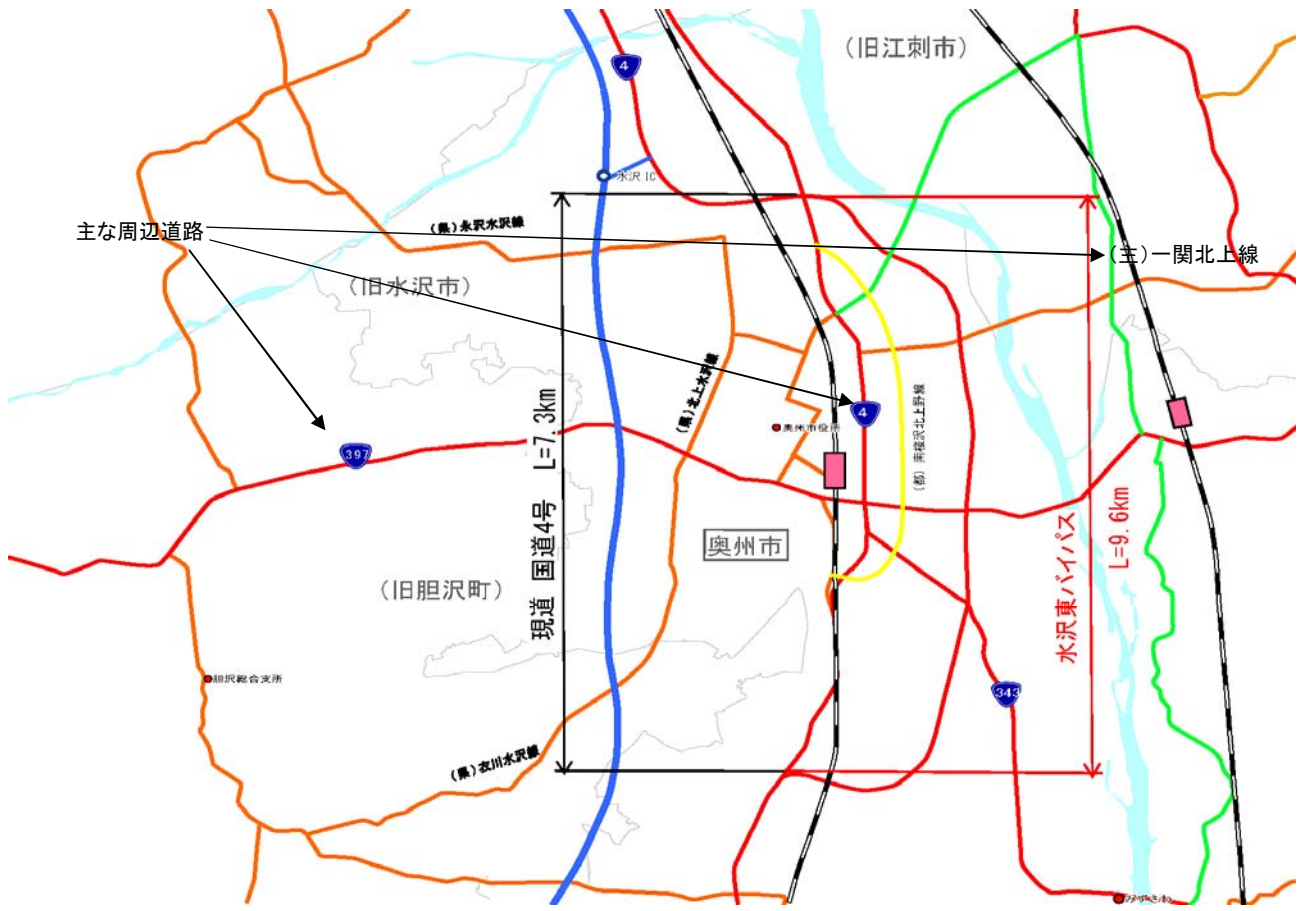 (旧江刺市)
4
水沢 IC
主な周辺道路
(県)永沢水沢線
(主)一関北上線
(旧水沢市)
(県)北上水沢線
4
奥州市役所
397
現道 国道4号 L=7.3km
水沢東バイパス
L=9.6km
奥州市
(旧胆沢町)
胆沢総合支所
343
(県)衣川水沢線